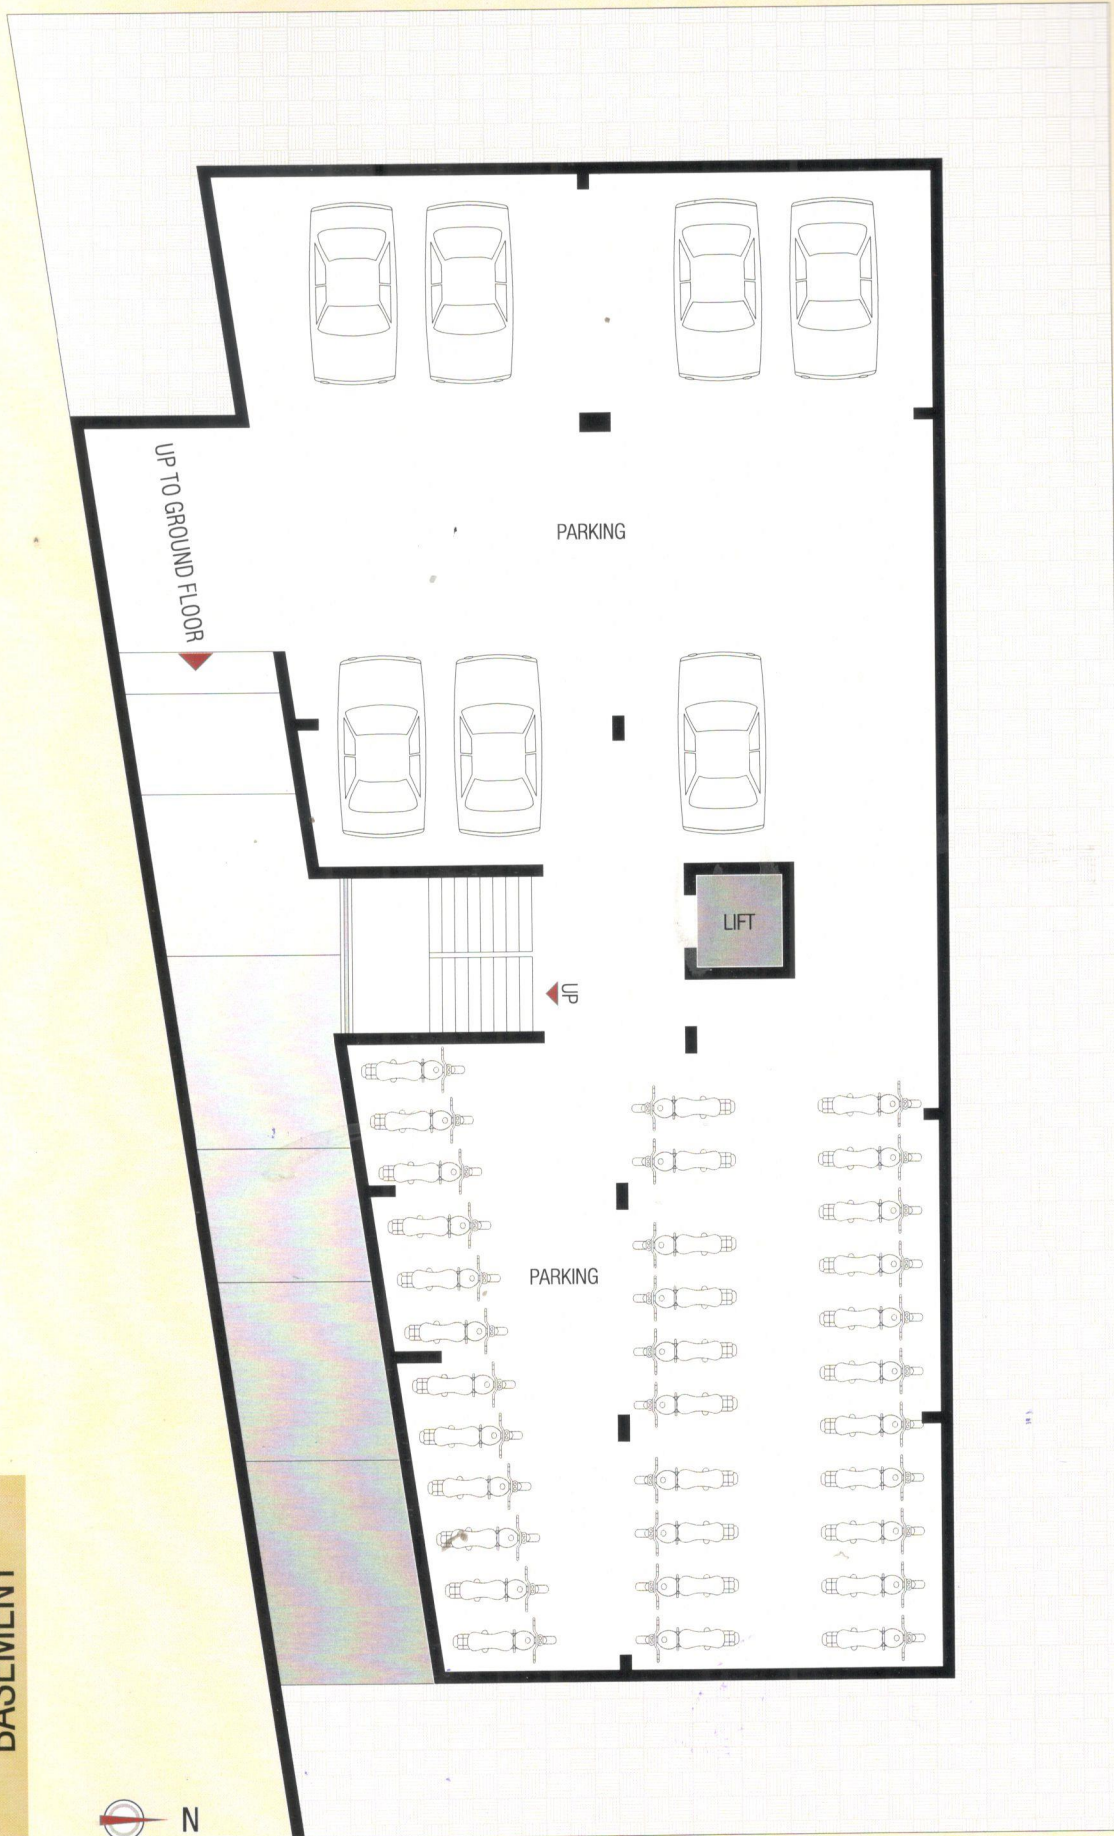 UP TO GROUND FLOOR
PARKING
LIFT
UP
PARKING
BASEMENT
N